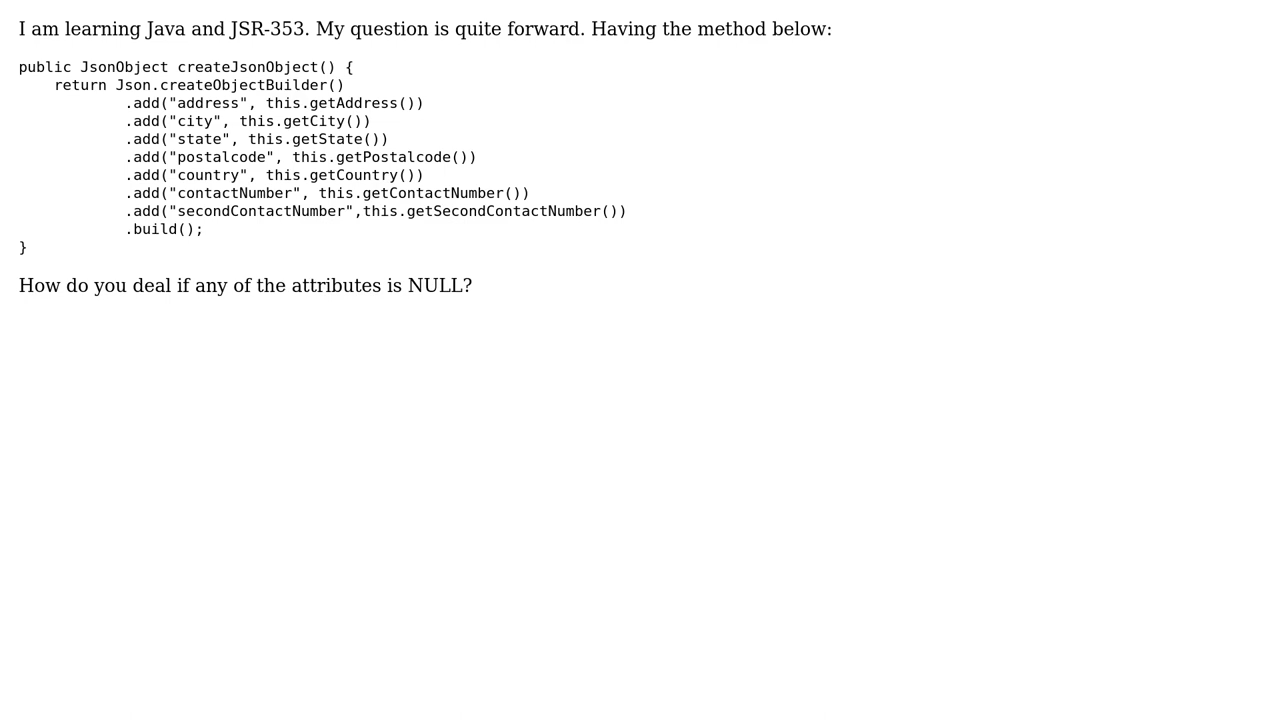 I am learning Java and JSR-353. My question is quite forward. Having the method below:
public JsonObject createJsonObject() {
    return Json.createObjectBuilder()
            .add("address", this.getAddress())
            .add("city", this.getCity())
            .add("state", this.getState())
            .add("postalcode", this.getPostalcode())
            .add("country", this.getCountry())
            .add("contactNumber", this.getContactNumber())
            .add("secondContactNumber",this.getSecondContactNumber())
            .build();
}
How do you deal if any of the attributes is NULL?